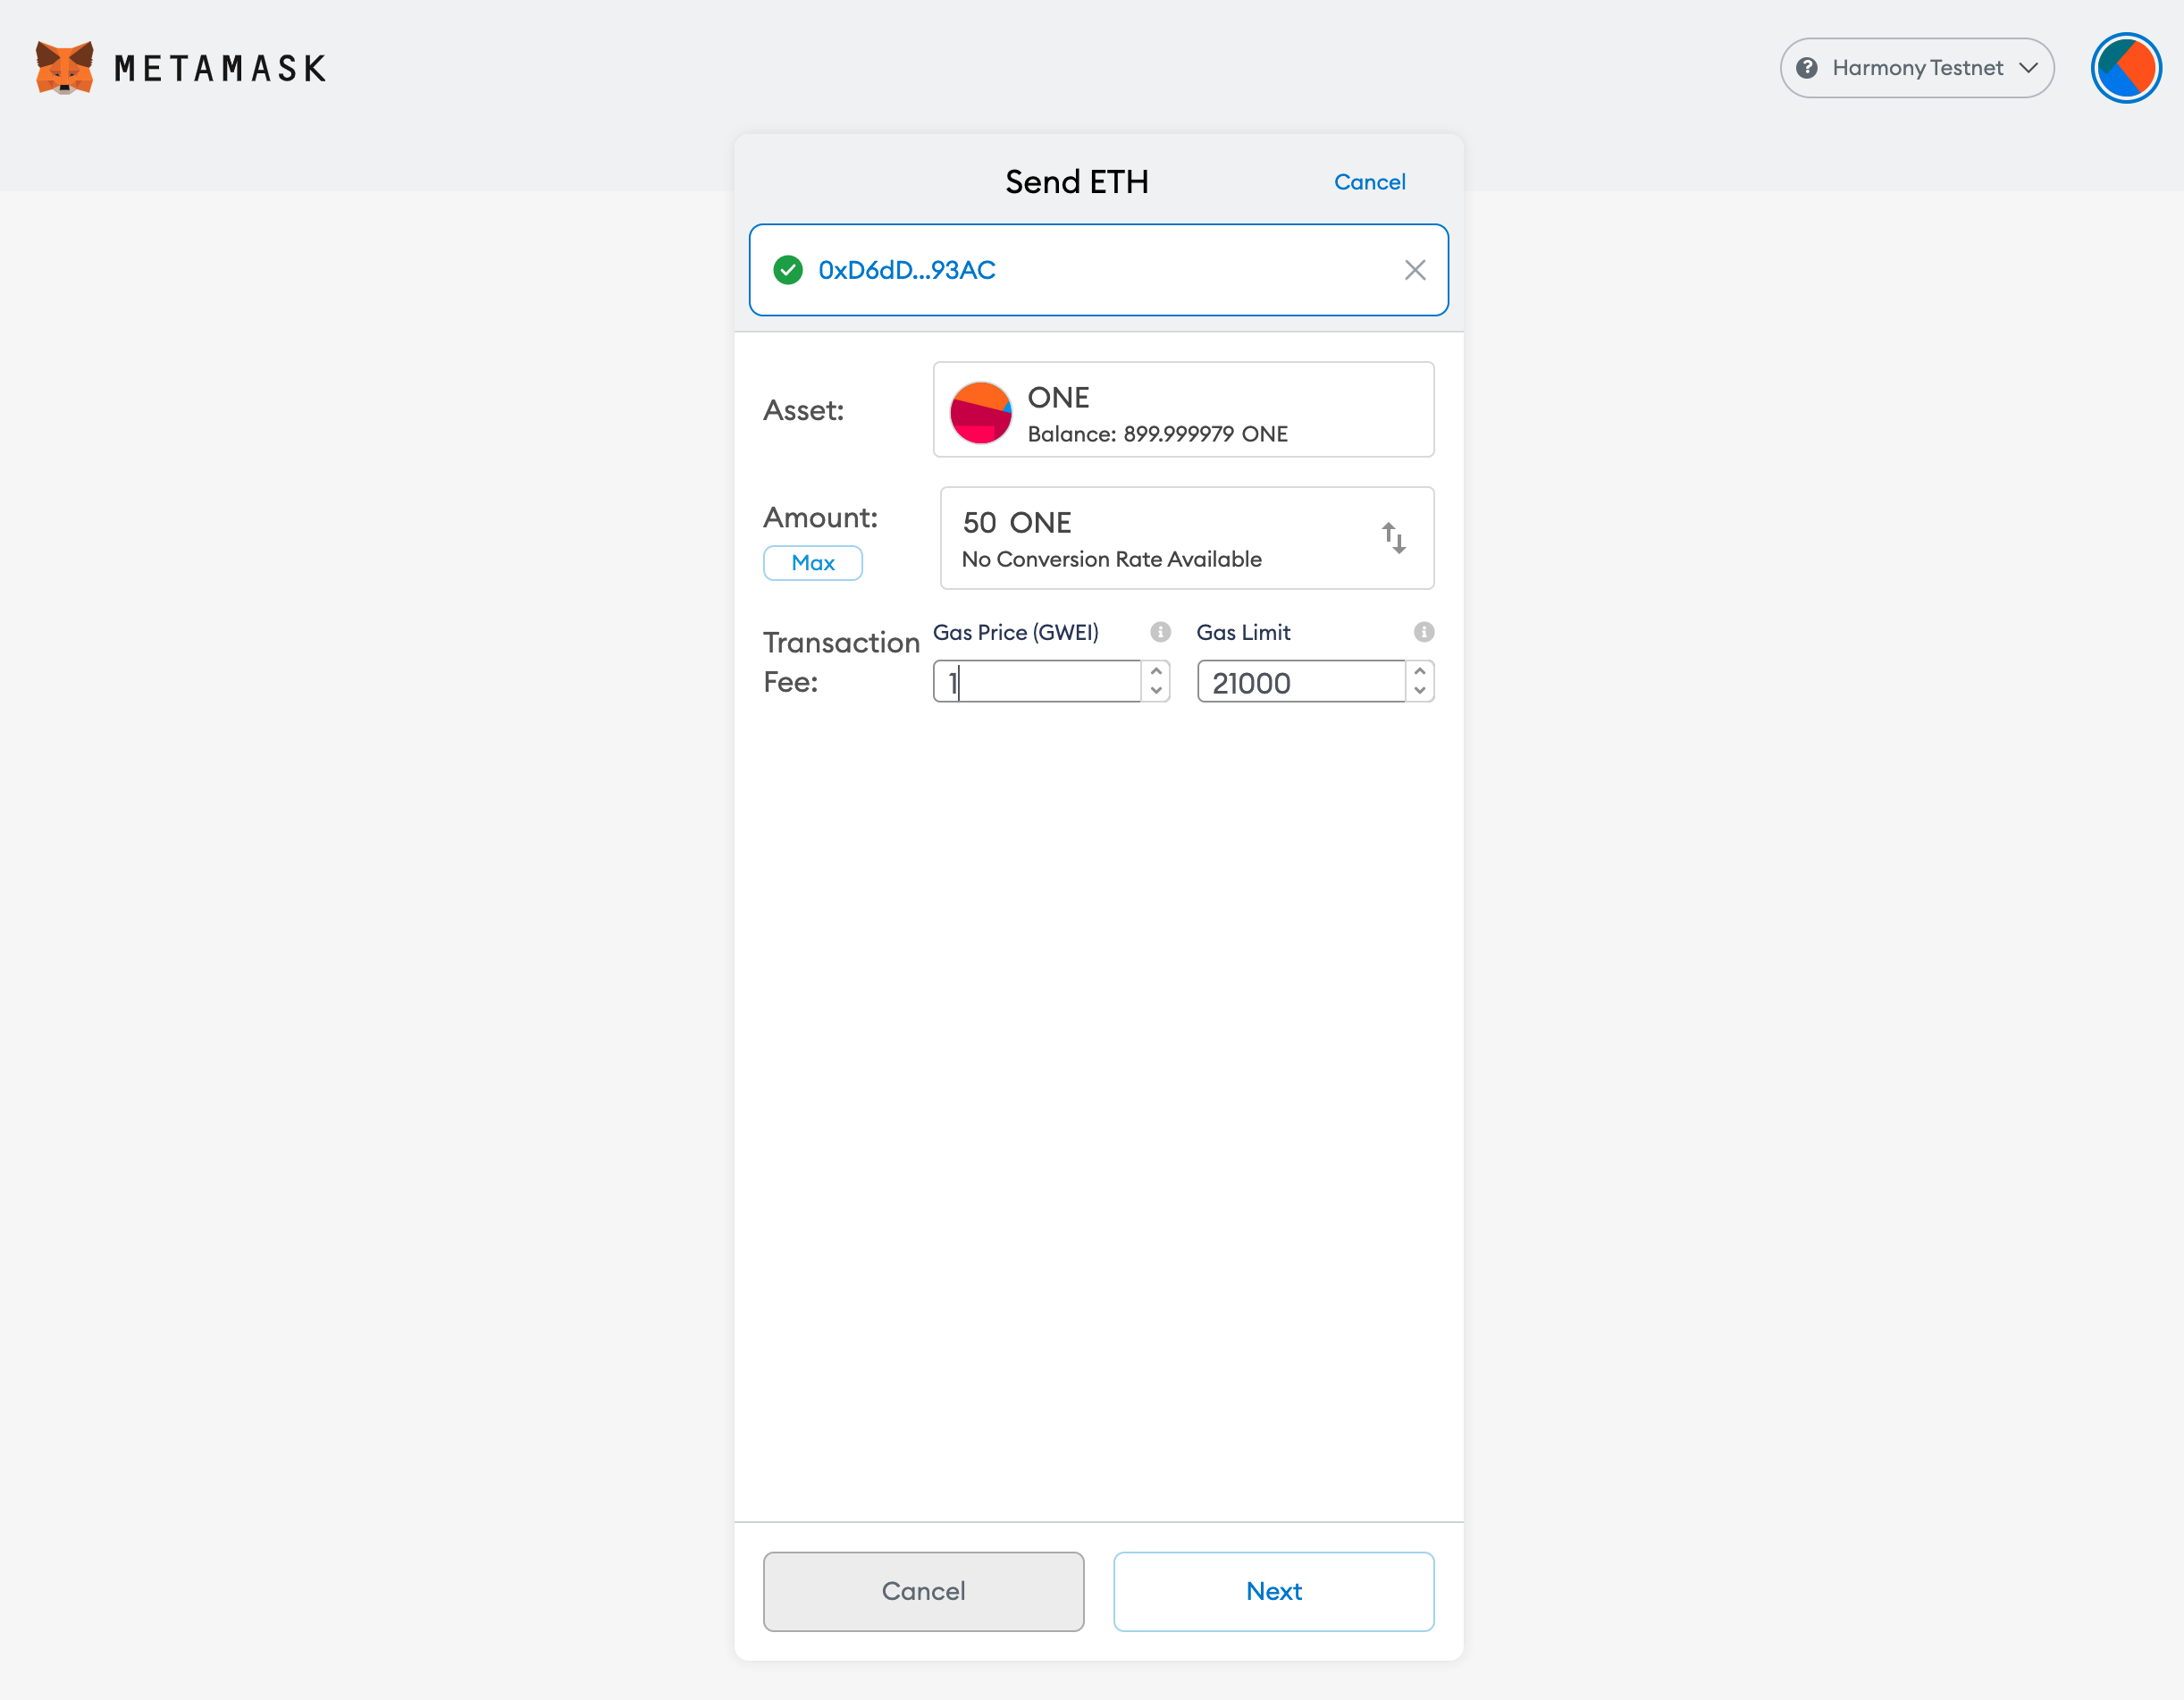 METAMASK
Harmony Testnet
Send ETH
Cancel
0xD6dD...93AC
Asset:
ONE
Balance: 899.999979 ONE
Amount:
Max
50 ONE
No Conversion Rate Available
Transaction Fee:
Gas Price (GWEI)
1
Gas Limit
21000
Cancel
Next